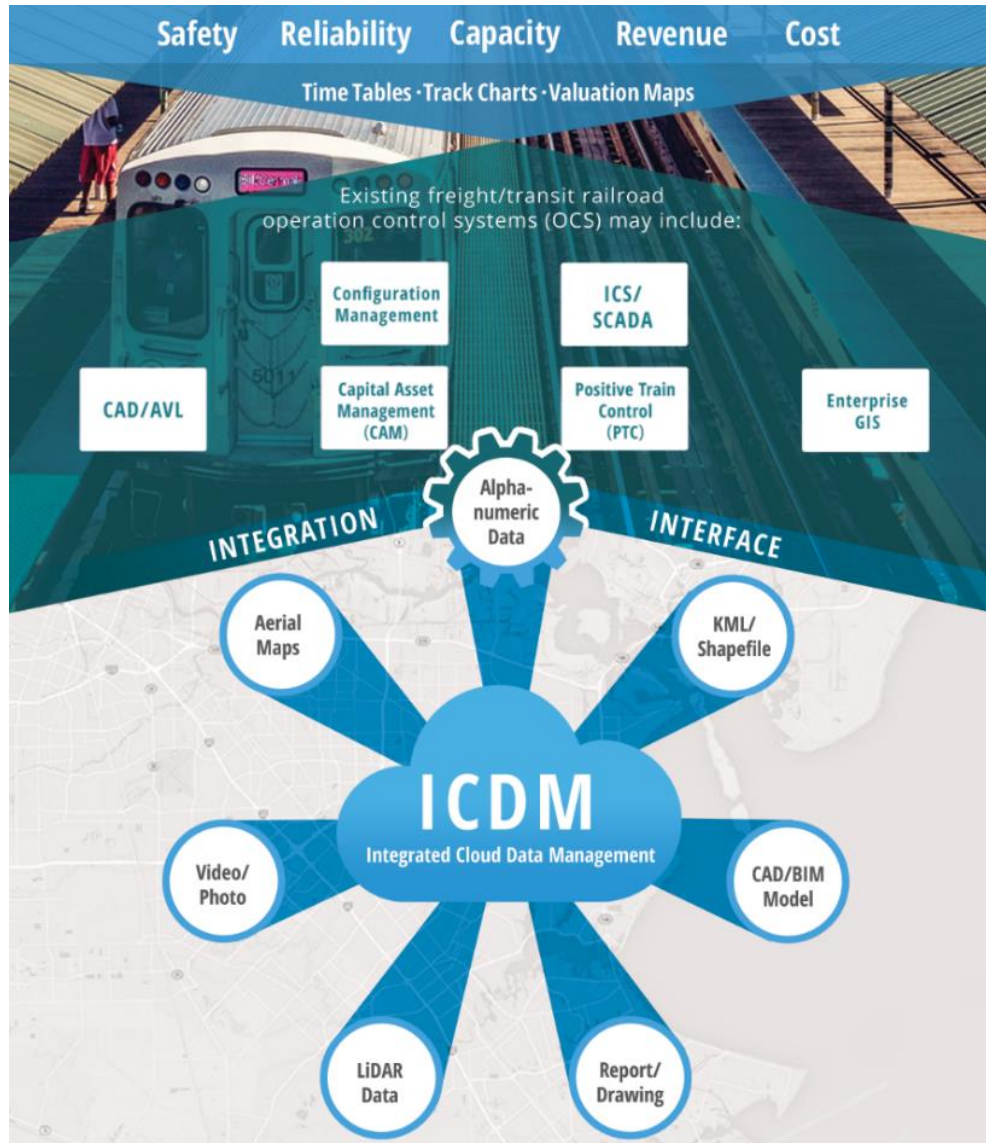 Safety Reliability Capacity Revenue Cost
Time Tables · Track Charts · Valuation Maps
Existing freight/transit railroad
operation control systems (OCS) may include:
Configuration
Management
ICS/
SCADA
CAD/AVL
Capital Asset
Management
(CAM)
Positive Train
Control
(PTC)
Enterprise
GIS
302
5011
Alpha-
numeric
Data
INTEGRATION
INTERFACE
Aerial
Maps
KML/
Shapefile
ICDM
Integrated Cloud Data Management
Video/
Photo
CAD/BIM
Model
LiDAR
Data
Report/
Drawing